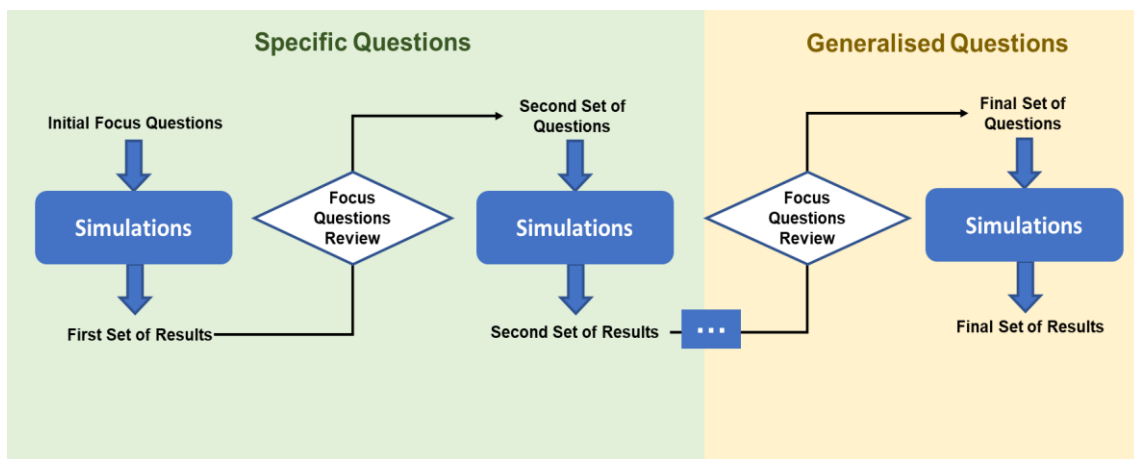 Specific Questions
Generalised Questions
Initial Focus Questions
Simulations
First Set of Results
Focus
Questions
Review
Second Set of
Questions
Simulations
Second Set of Results
...
Focus
Questions
Review
Final Set of
Questions
Simulations
Final Set of Results